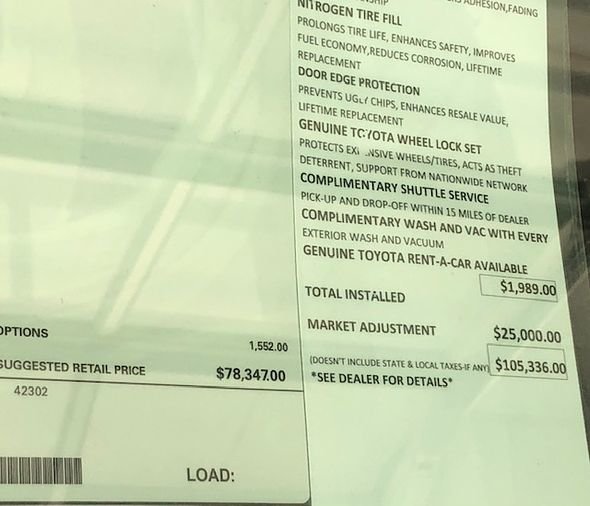 ADHESION,FADING
NITROGEN TIRE FILL
PROLONGS TIRE LIFE, ENHANCES SAFETY, IMPROVES
FUEL ECONOMY,REDUCES CORROSION, LIFETIME
REPLACEMENT
DOOR EDGE PROTECTION
PREVENTS UGLY CHIPS, ENHANCES RESALE VALUE,
LIFETIME REPLACEMENT
GENUINE TOYOTA WHEEL LOCK SET
PROTECTS EXPENSIVE WHEELS/TIRES, ACTS AS THEFT
DETERRENT, SUPPORT FROM NATIONWIDE NETWORK
COMPLIMENTARY SHUTTLE SERVICE
PICK-UP AND DROP-OFF WITHIN 15 MILES OF DEALER
COMPLIMENTARY WASH AND VAC WITH EVERY
EXTERIOR WASH AND VACUUM
GENUINE TOYOTA RENT-A-CAR AVAILABLE
TOTAL INSTALLED $1,989.00
MARKET ADJUSTMENT $25,000.00
(DOESN'T INCLUDE STATE & LOCAL TAXES-IF ANY) $105,336.00
*SEE DEALER FOR DETAILS*
OPTIONS 1,552.00
SUGGESTED RETAIL PRICE $78,347.00
42302
LOAD: